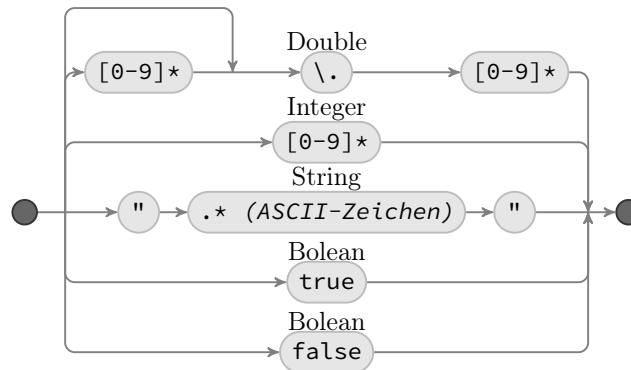 Double
[0-9]* \. [0-9]*
Integer
[0-9]*
String
" .* (ASCII-Zeichen) "
Bolean
true
Bolean
false